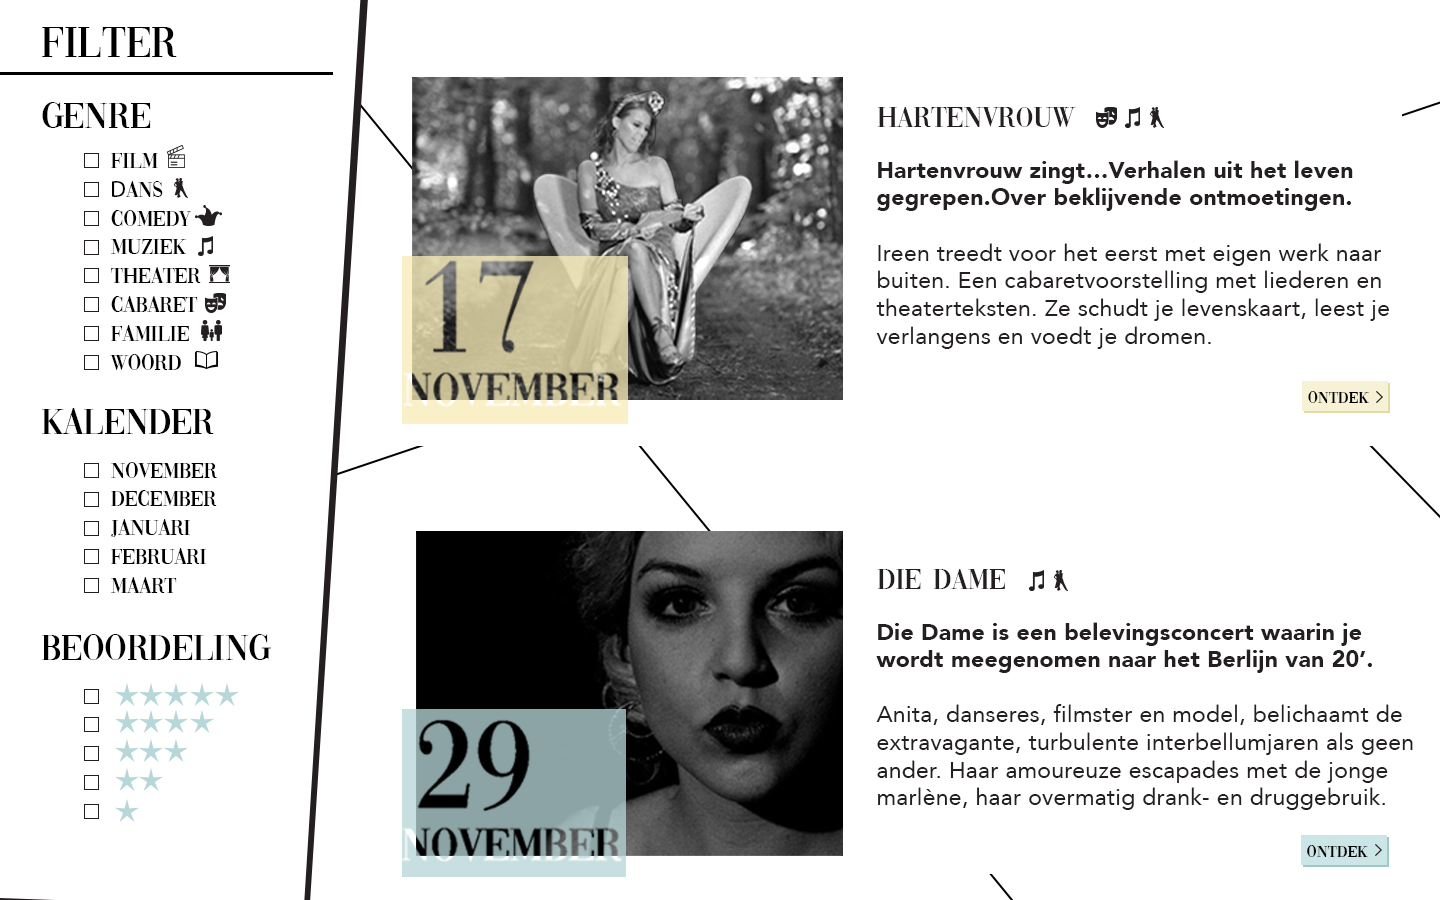 FILTER
GENRE
FILM
DANS
COMEDY
MUZIEK
THEATER
CABARET
FAMILIE
WOORD
KALENDER
NOVEMBER
DECEMBER
JANUARI
FEBRUARI
MAART
BEOORDELING
17
NOVEMBER
HARTENVROUW
Hartenvrouw zingt...Verhalen uit het leven
gegrepen.Over beklijvende ontmoetingen.
Ireen treedt voor het eerst met eigen werk naar
buiten. Een cabaretvoorstelling met liederen en
theaterteksten. Ze schudt je levenskaart, leest je
verlangens en voedt je dromen.
ONTDEK >
29
NOVEMBER
DIE DAME
Die Dame is een belevingsconcert waarin je
wordt meegenomen naar het Berlijn van 20’.
Anita, danseres, filmster en model, belichaamt de
extravagante, turbulente interbellumjaren als geen
ander. Haar amoureuze escapades met de jonge
marlène, haar overmatig drank- en druggebruik.
ONTDEK >